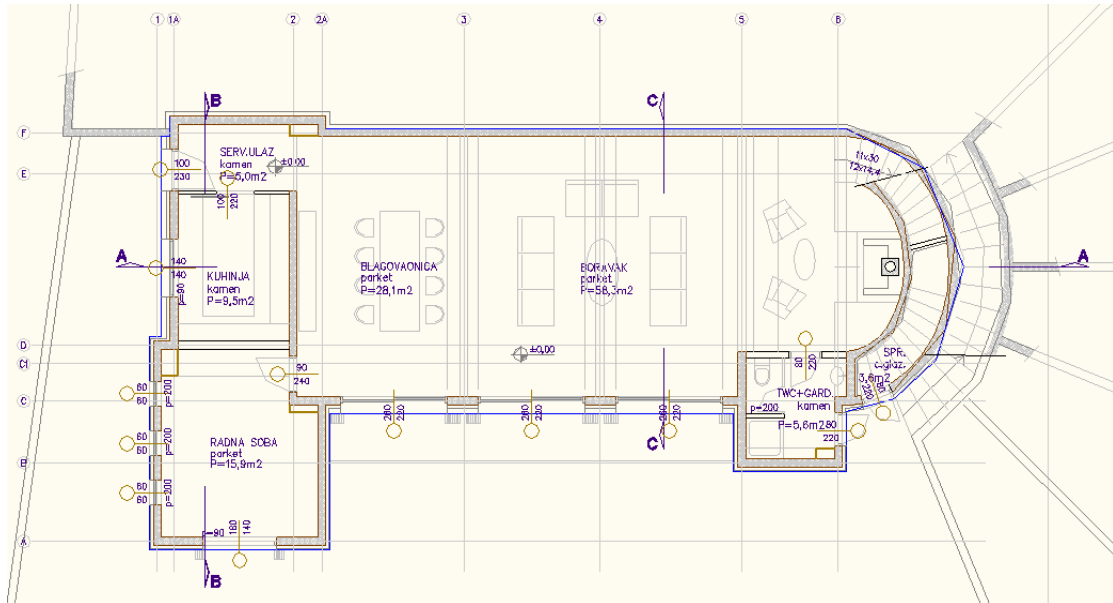 1 1A 2 2A 3 4 5 6
B C
F
SERV.ULAZ
kamen
P=5,0m2
±0,00
100
230
100
220
E
11x30
12x14,4
A A
140
140
p=90
KUHINJA
kamen
P=9,5m2
BLAGOVAONICA
parket
P=28,1m2
BORAVAK
parket
P=58,3m2
D
±0,00
C1
90
240
80
220
SPR.
3,6m2
80
220
C
60
60
p=200
280
220
280
220
280
220
TWC+GARD.
kamen
p=200
P=5,6m2
80
220
C
60
60
p=200
RADNA SOBA
parket
P=15,9m2
B
60
60
p=200
p=90
180
140
A
B